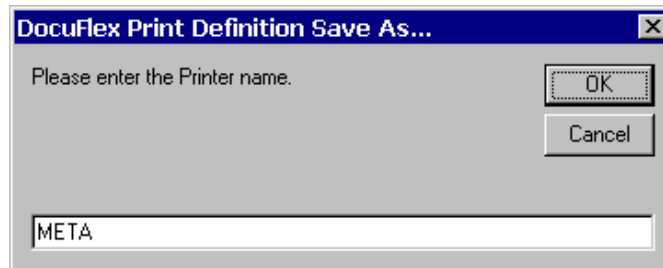 DocuFlex Print Definition Save As...
Please enter the Printer name.
OK
Cancel
META